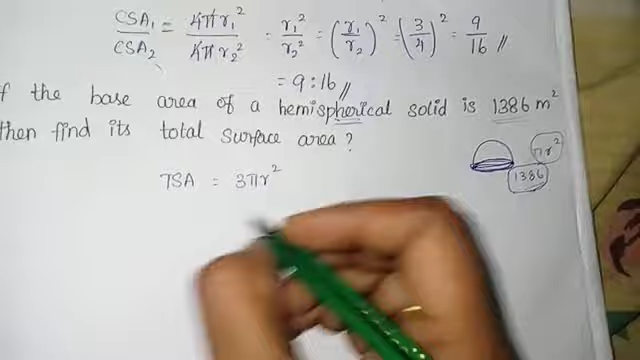 CSA₁/CSA₂ = 4πr₁²/4πr₂² = r₁²/r₂² = (r₁/r₂)² = (3/4)² = 9/16 //
= 9 : 16 //
f the base area of a hemispherical solid is 1386 m²
then find its total surface area?
πr²
1386
TSA = 3πr²